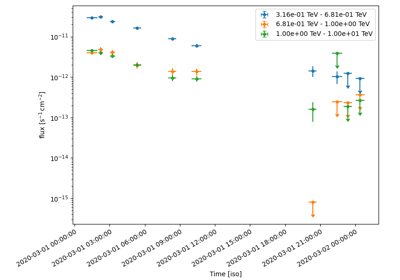 3.16e-01 TeV - 6.81e-01 TeV
6.81e-01 TeV - 1.00e+00 TeV
1.00e+00 TeV - 1.00e+01 TeV
10⁻¹¹
10⁻¹²
10⁻¹³
10⁻¹⁴
10⁻¹⁵
flux [s⁻¹ cm⁻²]
2020-03-01 00:00:00
2020-03-01 03:00:00
2020-03-01 06:00:00
2020-03-01 09:00:00
2020-03-01 12:00:00
2020-03-01 15:00:00
2020-03-01 18:00:00
2020-03-01 21:00:00
2020-03-02 00:00:00
Time [iso]